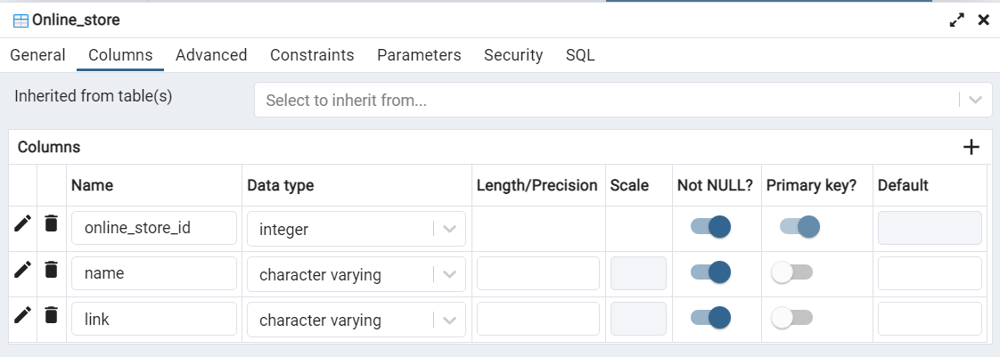 Online_store
General Columns Advanced Constraints Parameters Security SQL
Inherited from table(s) Select to inherit from...
Columns
Name Data type Length/Precision Scale Not NULL? Primary key? Default
online_store_id integer
name character varying
link character varying